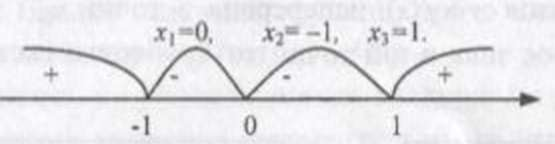 x₁=0, x₂= –1, x₃=1.
+ - - +
-1 0 1